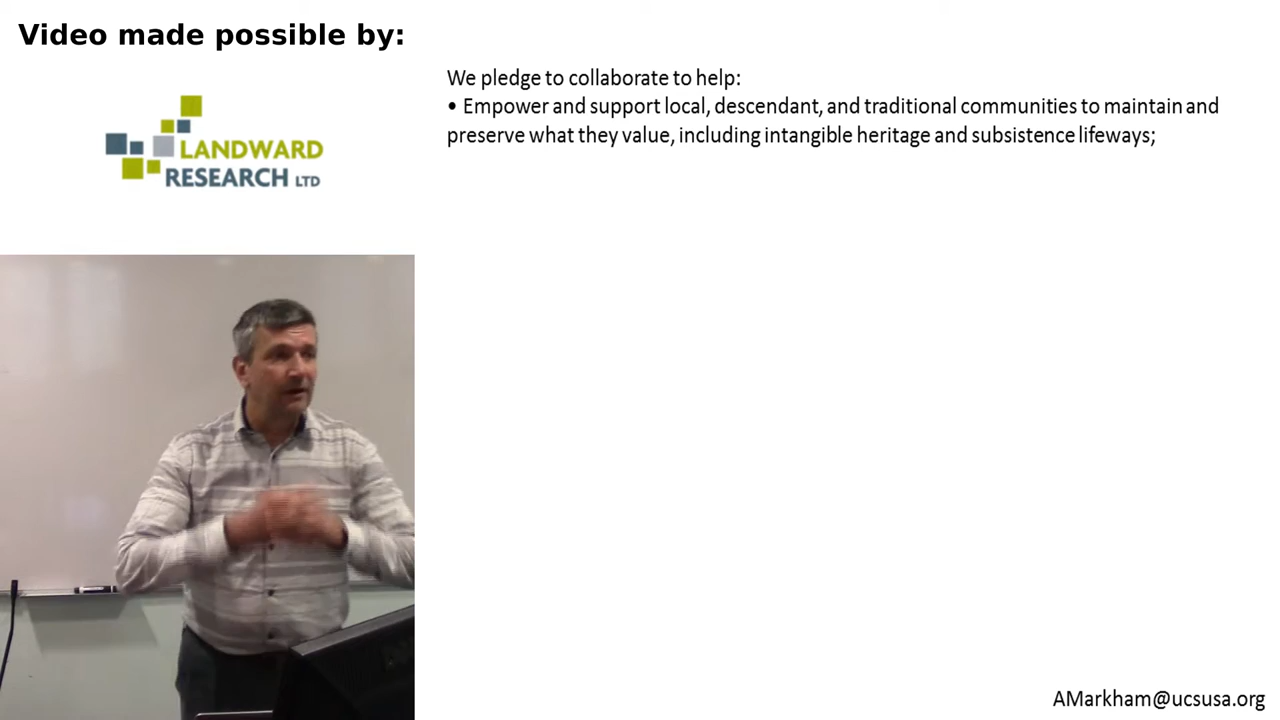 Video made possible by:
LANDWARD
RESEARCH LTD
We pledge to collaborate to help:
• Empower and support local, descendant, and traditional communities to maintain and
preserve what they value, including intangible heritage and subsistence lifeways;
AMarkham@ucsusa.org